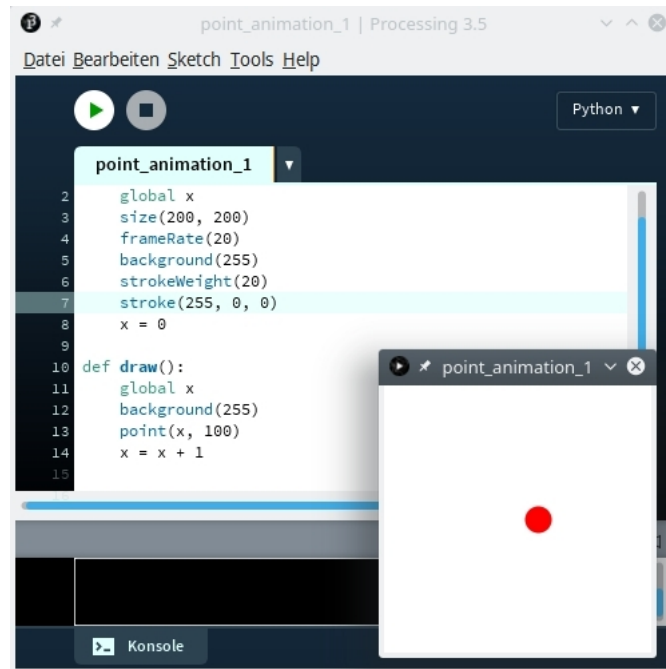 point_animation_1 | Processing 3.5
Datei Bearbeiten Sketch Tools Help
Python ▾
point_animation_1 ▾
2 global x
3 size(200, 200)
4 frameRate(20)
5 background(255)
6 strokeWeight(20)
7 stroke(255, 0, 0)
8 x = 0
9
10 def draw():
11 global x
12 background(255)
13 point(x, 100)
14 x = x + 1
15
point_animation_1
>_ Konsole